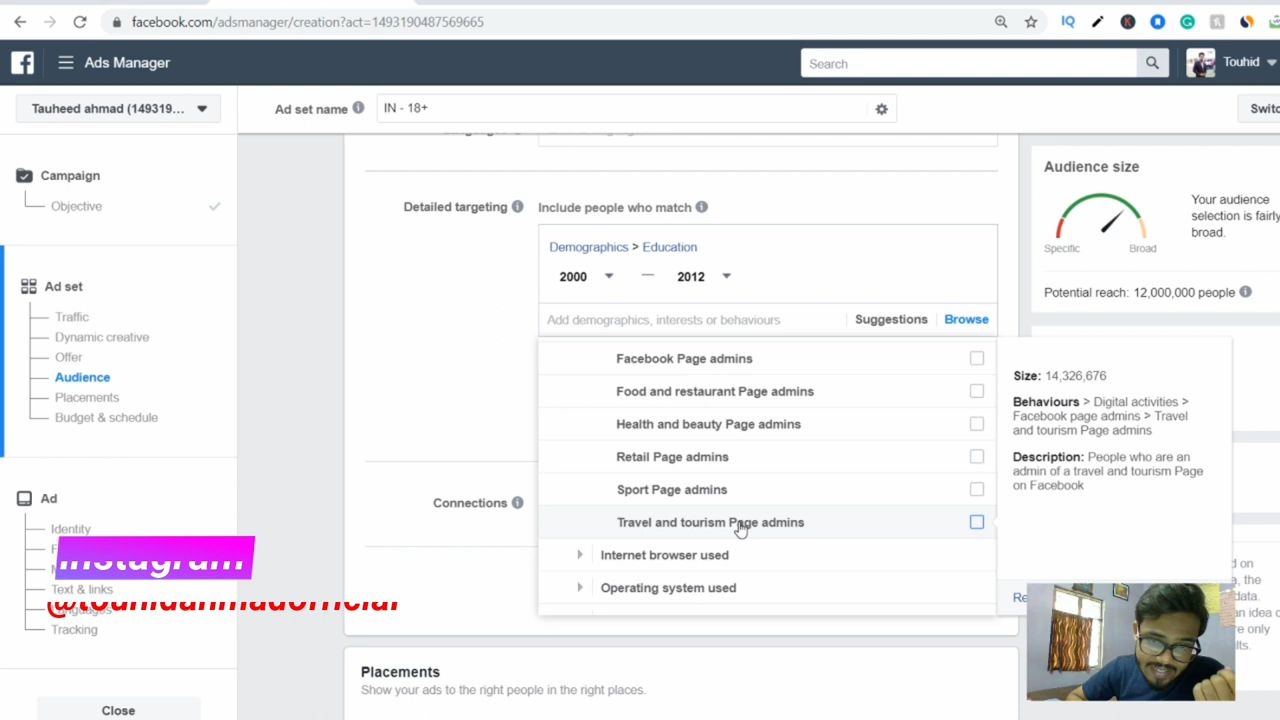 facebook.com/adsmanager/creation?act=1493190487569665
Ads Manager
Search
Touhid
Tauheed ahmad (149319...
Ad set name
IN - 18+
Campaign
Objective
Ad set
Traffic
Dynamic creative
Offer
Audience
Placements
Budget & schedule
Ad
Identity
Text & links
Languages
Tracking
Close
Instagram
@touhidahmadofficial
Detailed targeting
Include people who match
Demographics > Education
2000 — 2012
Add demographics, interests or behaviours
Suggestions
Browse
Facebook Page admins
Food and restaurant Page admins
Health and beauty Page admins
Retail Page admins
Sport Page admins
Travel and tourism Page admins
Internet browser used
Operating system used
Connections
Placements
Show your ads to the right people in the right places.
Audience size
Specific
Broad
Your audience
selection is fairly
broad.
Potential reach: 12,000,000 people
Size: 14,326,676
Behaviours > Digital activities >
Facebook page admins > Travel
and tourism Page admins
Description: People who are an
admin of a travel and tourism Page
on Facebook